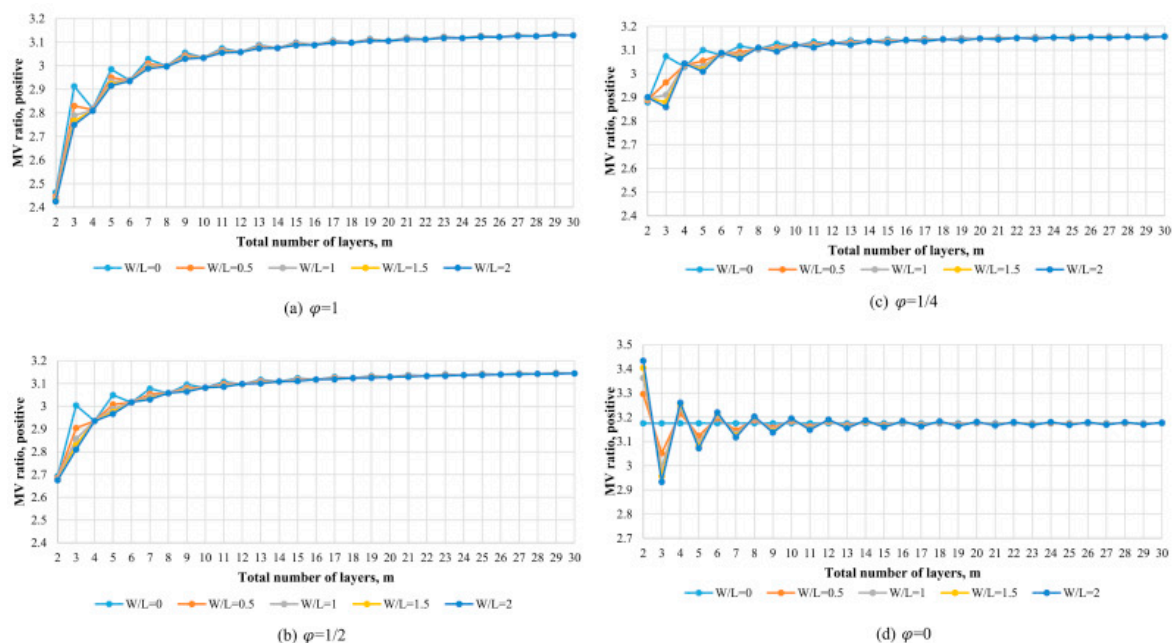 3.2
3.1
3
2.9
2.8
2.7
2.6
2.5
2.4
MV ratio, positive
2 3 4 5 6 7 8 9 10 11 12 13 14 15 16 17 18 19 20 21 22 23 24 25 26 27 28 29 30
Total number of layers, m
W/L=0 W/L=0.5 W/L=1 W/L=1.5 W/L=2
(a) φ=1
3.2
3.1
3
2.9
2.8
2.7
2.6
2.5
2.4
MV ratio, positive
2 3 4 5 6 7 8 9 10 11 12 13 14 15 16 17 18 19 20 21 22 23 24 25 26 27 28 29 30
Total number of layers, m
W/L=0 W/L=0.5 W/L=1 W/L=1.5 W/L=2
(b) φ=1/2
3.2
3.1
3
2.9
2.8
2.7
2.6
2.5
2.4
MV ratio, positive
2 3 4 5 6 7 8 9 10 11 12 13 14 15 16 17 18 19 20 21 22 23 24 25 26 27 28 29 30
Total number of layers, m
W/L=0 W/L=0.5 W/L=1 W/L=1.5 W/L=2
(c) φ=1/4
3.5
3.4
3.3
3.2
3.1
3
2.9
2.8
2.7
MV ratio, positive
2 3 4 5 6 7 8 9 10 11 12 13 14 15 16 17 18 19 20 21 22 23 24 25 26 27 28 29 30
Total number of layers, m
W/L=0 W/L=0.5 W/L=1 W/L=1.5 W/L=2
(d) φ=0